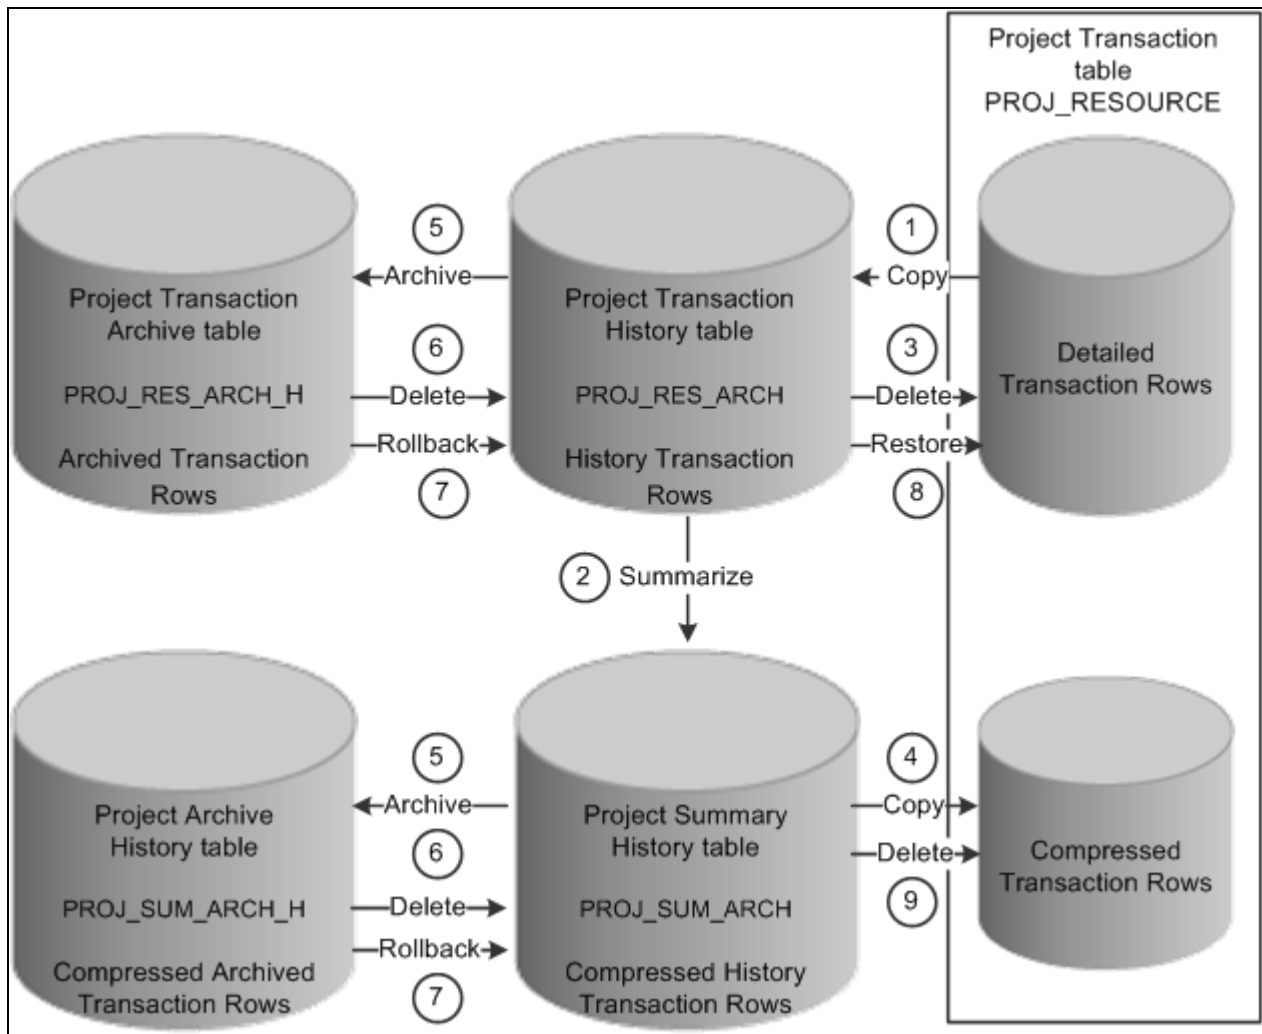 Project Transaction
table
PROJ_RESOURCE
5
1
Archive
Copy
Project Transaction
Archive table
Project Transaction
History table
6
3
Detailed
Transaction Rows
PROJ_RES_ARCH_H
Delete
PROJ_RES_ARCH
Delete
Rollback
Restore
Archived Transaction
Rows
History Transaction
Rows
7
8
2
Summarize
5
4
Archive
Copy
Project Archive
History table
Project Summary
History table
6
Delete
Compressed
Transaction Rows
9
PROJ_SUM_ARCH_H
Delete
PROJ_SUM_ARCH
Rollback
Compressed Archived
Transaction Rows
7
Compressed History
Transaction Rows